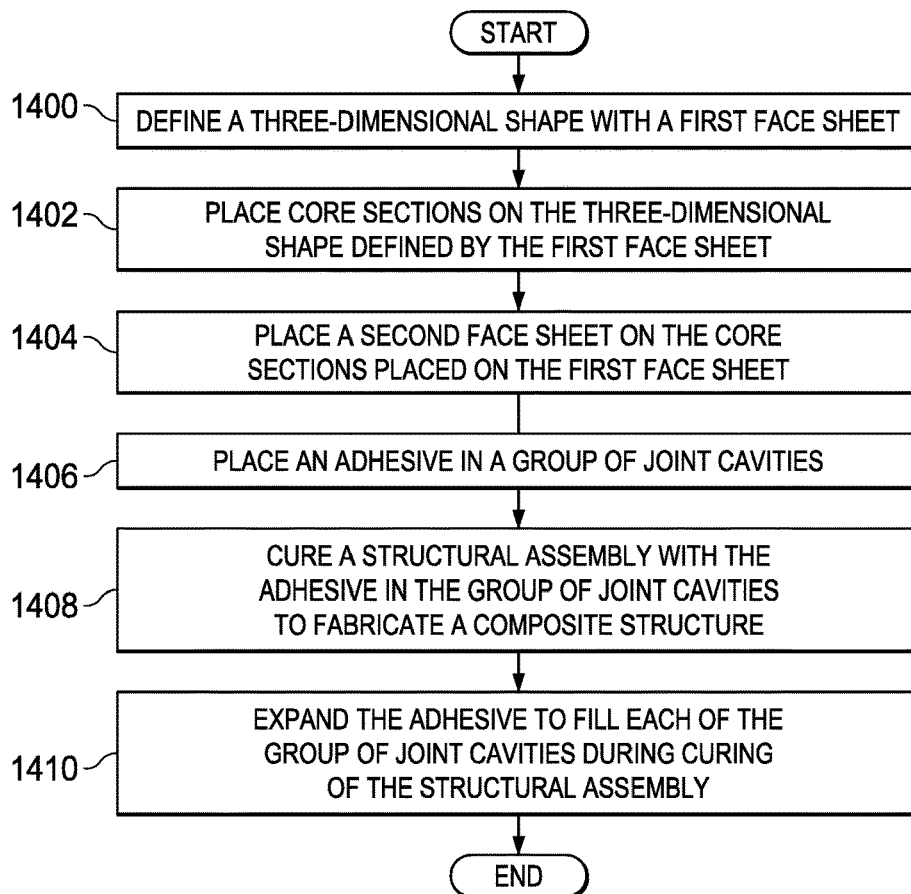 START
1400
DEFINE A THREE-DIMENSIONAL SHAPE WITH A FIRST FACE SHEET
1402
PLACE CORE SECTIONS ON THE THREE-DIMENSIONAL
SHAPE DEFINED BY THE FIRST FACE SHEET
1404
PLACE A SECOND FACE SHEET ON THE CORE
SECTIONS PLACED ON THE FIRST FACE SHEET
1406
PLACE AN ADHESIVE IN A GROUP OF JOINT CAVITIES
1408
CURE A STRUCTURAL ASSEMBLY WITH THE
ADHESIVE IN THE GROUP OF JOINT CAVITIES
TO FABRICATE A COMPOSITE STRUCTURE
1410
EXPAND THE ADHESIVE TO FILL EACH OF THE
GROUP OF JOINT CAVITIES DURING CURING
OF THE STRUCTURAL ASSEMBLY
END